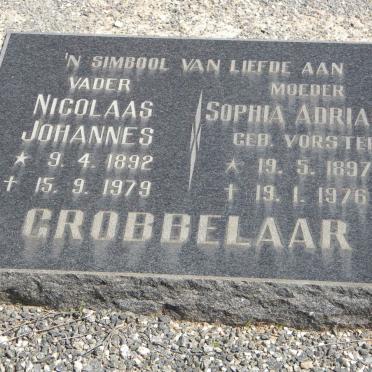 'N SIMBOOL VAN LIEFDE AAN
VADER
NICOLAAS
JOHANNES
* 9. 4. 1892
† 15. 9. 1979
MOEDER
SOPHIA ADRIA
GEB. VORSTE
* 19. 5. 1897
† 19. 1. 1976
GROBBELAAR